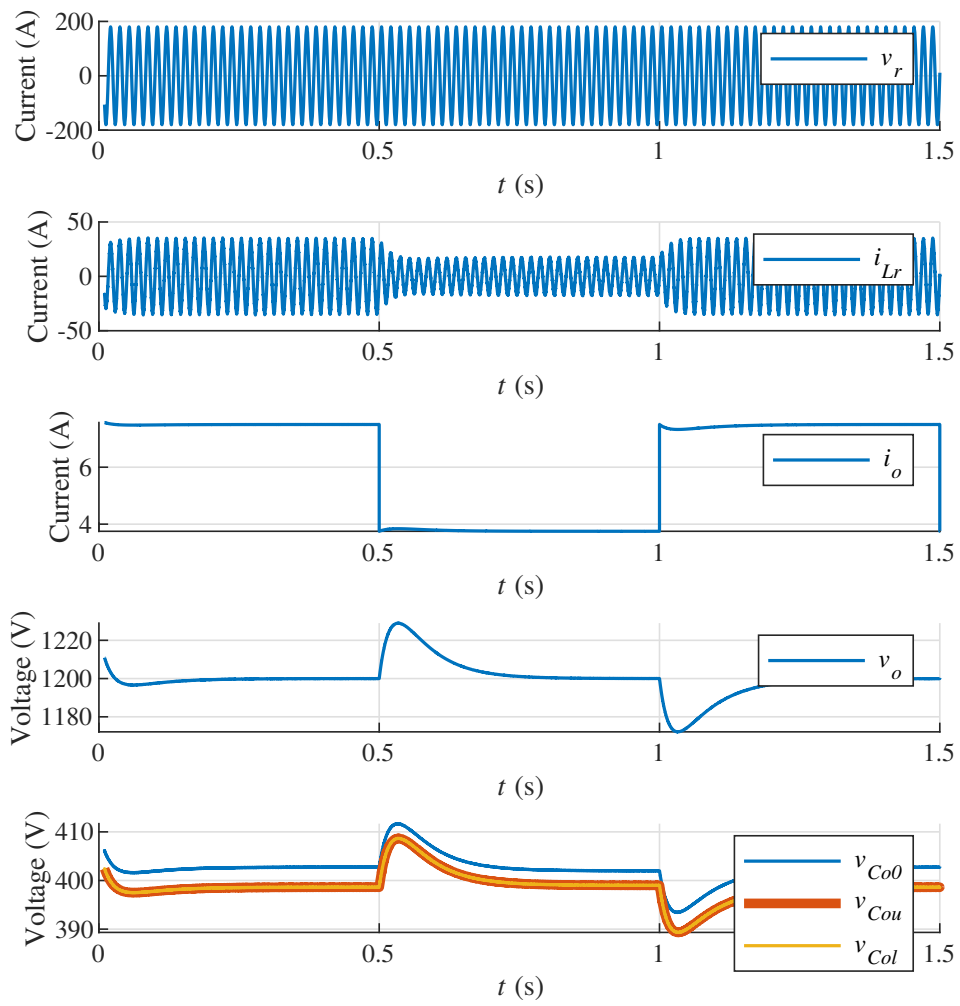 Current (A)
200
0
-200
0
0.5
1
1.5
t (s)
v_r
Current (A)
50
0
-50
0
0.5
1
1.5
t (s)
i_Lr
Current (A)
6
4
0
0.5
1
1.5
t (s)
i_o
Voltage (V)
1220
1200
1180
0
0.5
1
1.5
t (s)
v_o
Voltage (V)
410
400
390
0
0.5
1
1.5
t (s)
v_Co0
v_Cou
v_Col